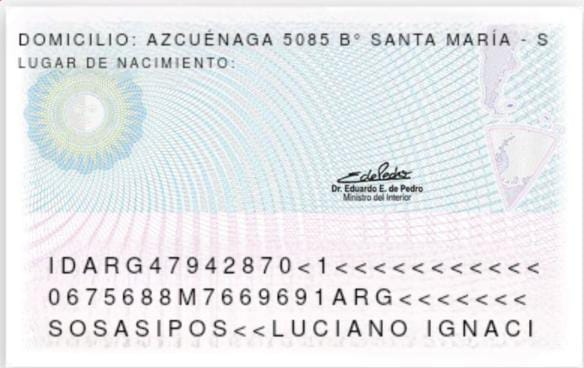 DOMICILIO: AZCUÉNAGA 5085 Bº SANTA MARÍA - S
LUGAR DE NACIMIENTO:
Dr. Eduardo E. de Pedro
Ministro del Interior
IDARG47942870<1<<<<<<<<<<<
0675688M7669691ARG<<<<<<<
SOSASIPOS<<LUCIANO IGNACI